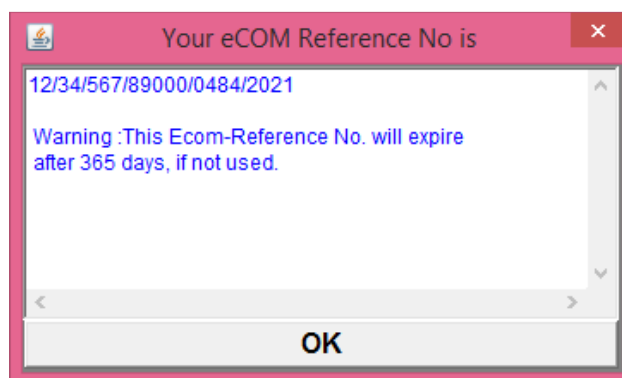 Your eCOM Reference No is
12/34/567/89000/0484/2021
Warning :This Ecom-Reference No. will expire
after 365 days, if not used.
OK